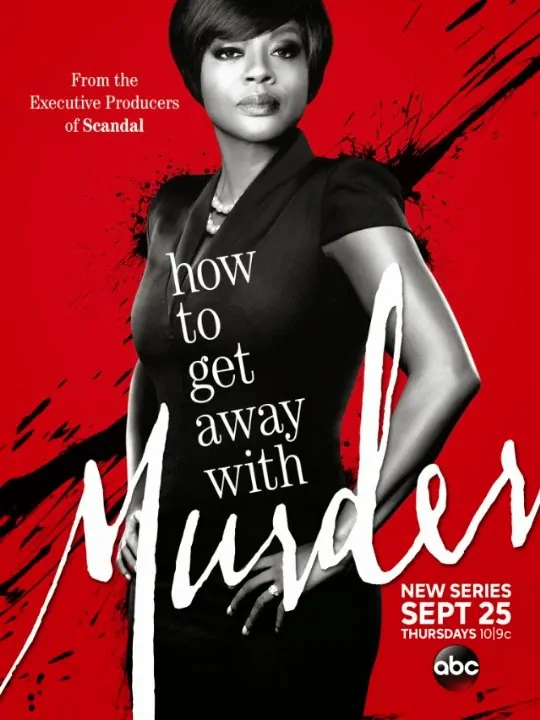 From the
Executive Producers
of Scandal
how
to
get
away
with
Murder
NEW SERIES
SEPT 25
THURSDAYS 10|9c
abc